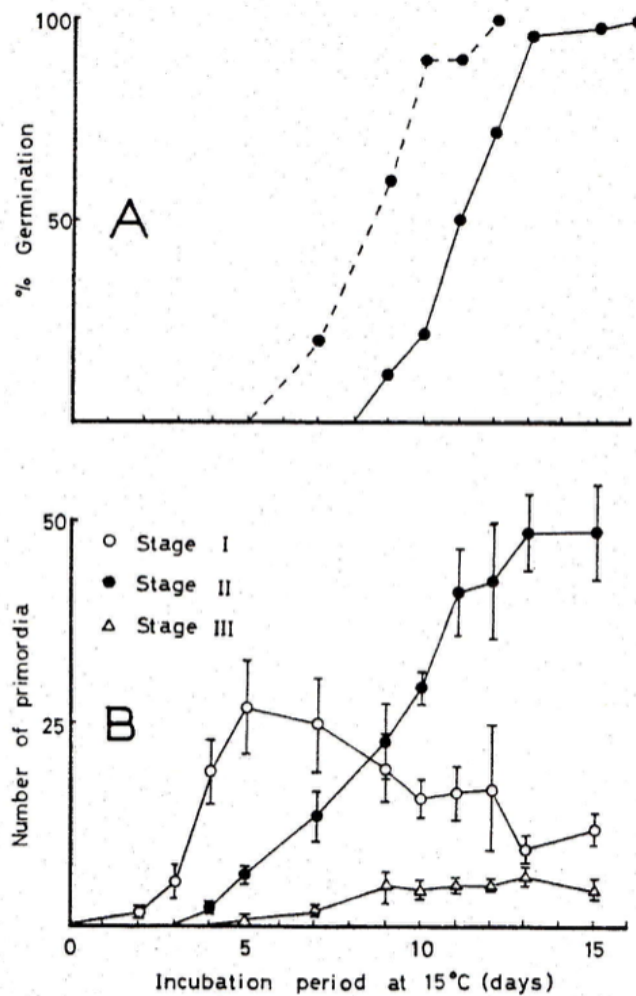 100
50
% Germination
A
50
25
Number of primordia
B
Stage I
Stage II
Stage III
0 5 10 15
Incubation period at 15°C (days)